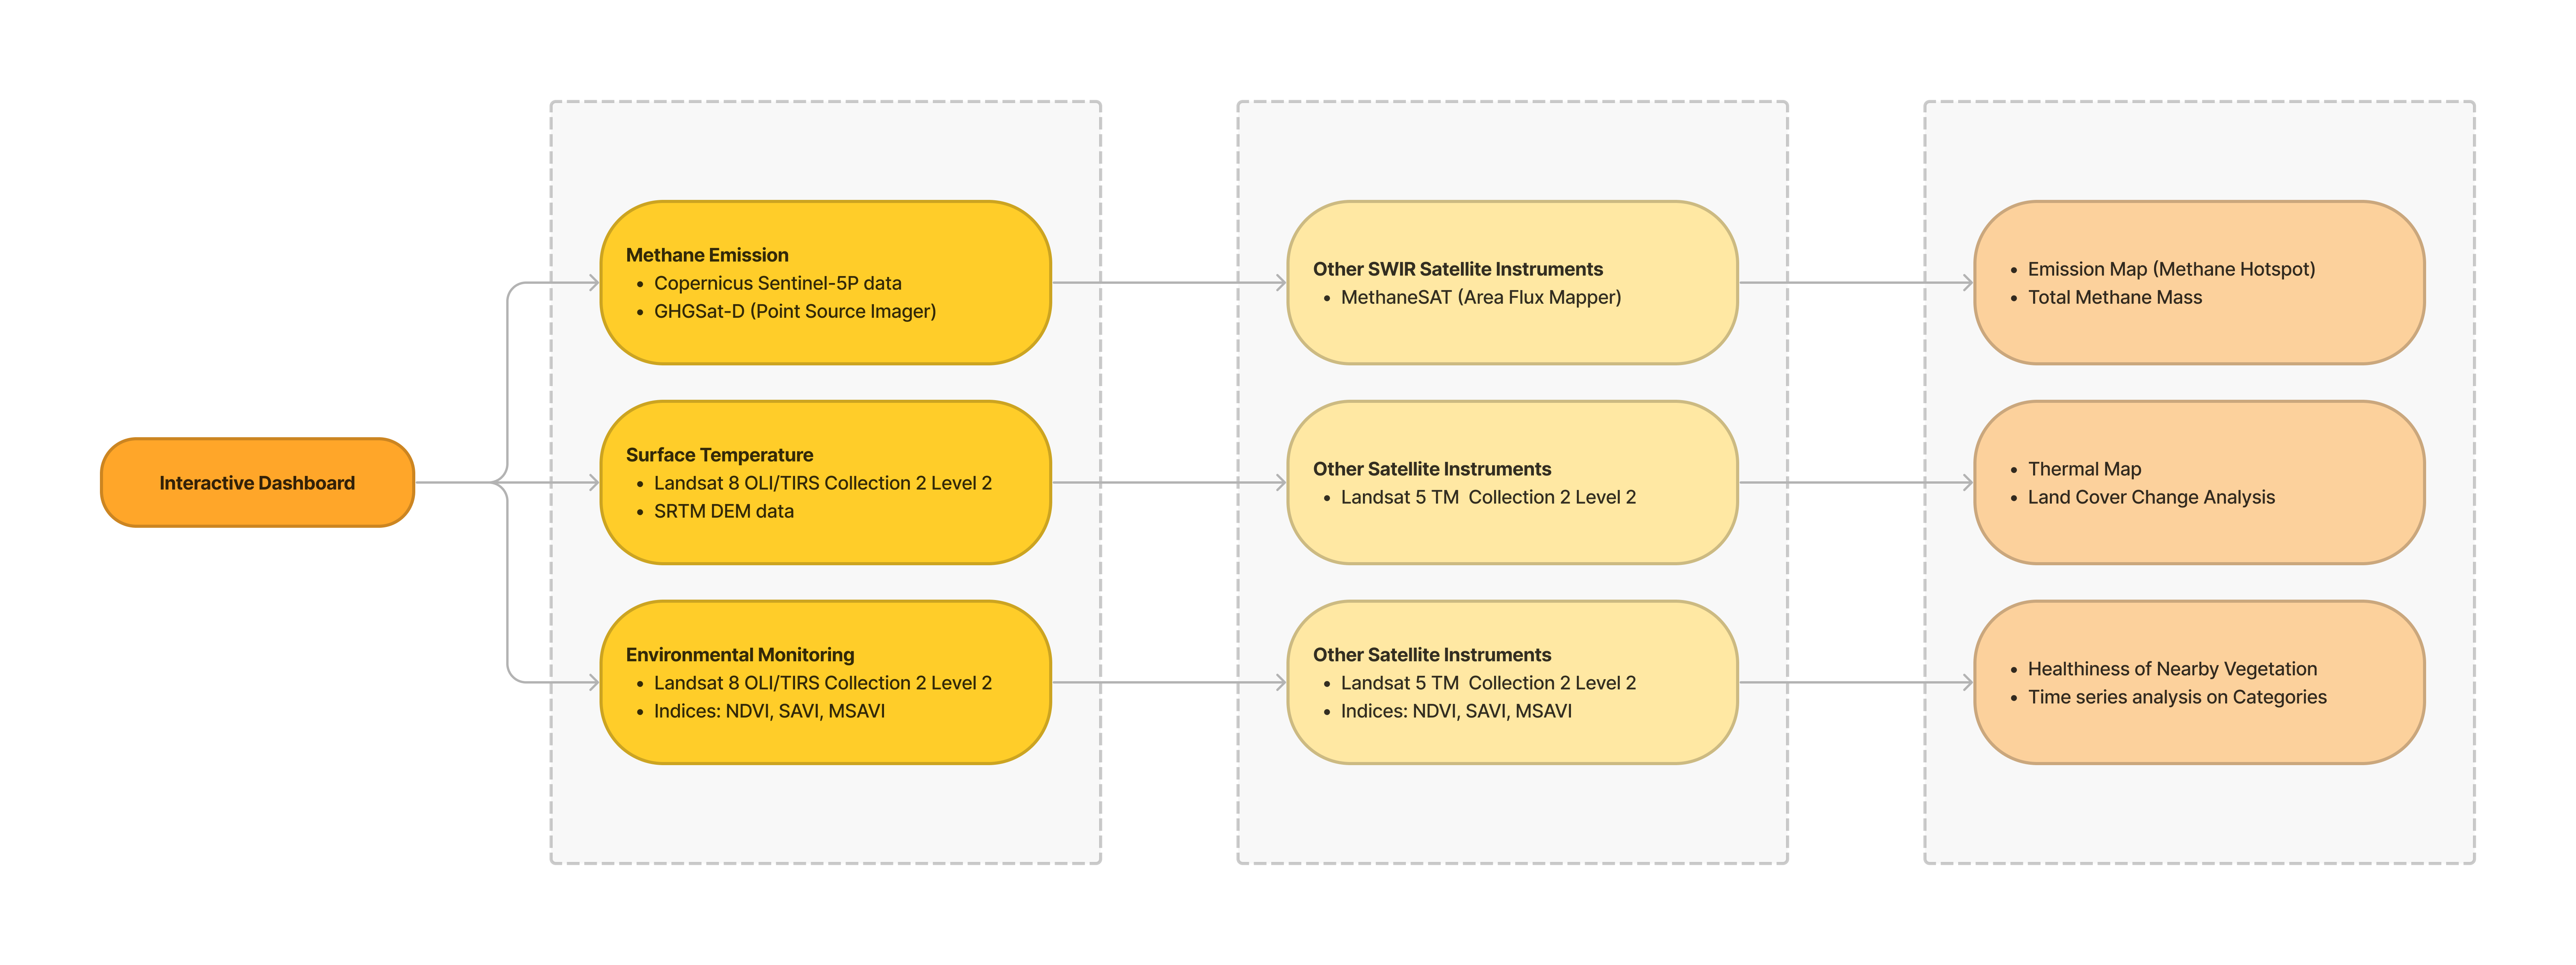 Interactive Dashboard
Methane Emission
• Copernicus Sentinel-5P data
• GHGSat-D (Point Source Imager)
Surface Temperature
• Landsat 8 OLI/TIRS Collection 2 Level 2
• SRTM DEM data
Environmental Monitoring
• Landsat 8 OLI/TIRS Collection 2 Level 2
• Indices: NDVI, SAVI, MSAVI
Other SWIR Satellite Instruments
• MethaneSAT (Area Flux Mapper)
Other Satellite Instruments
• Landsat 5 TM  Collection 2 Level 2
Other Satellite Instruments
• Landsat 5 TM  Collection 2 Level 2
• Indices: NDVI, SAVI, MSAVI
• Emission Map (Methane Hotspot)
• Total Methane Mass
• Thermal Map
• Land Cover Change Analysis
• Healthiness of Nearby Vegetation
• Time series analysis on Categories